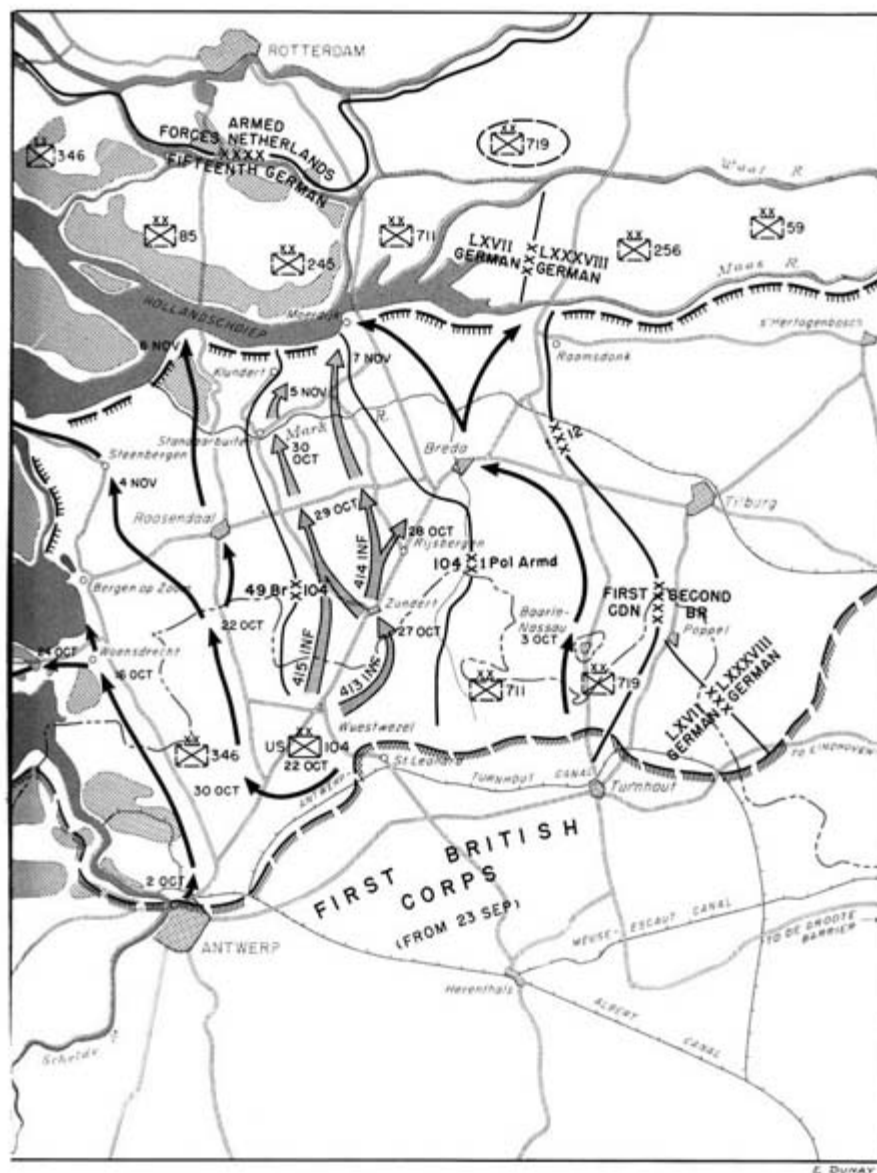 ROTTERDAM
ARMED
FORCES NETHERLANDS
XXXX
FIFTEENTH GERMAN
XX
346
XX
719
Waal R.
XX
85
XX
245
XX
711
LXVII
GERMAN
XXX
LXXXVIII
GERMAN
XX
256
XX
59
Maas R.
HOLLANDSCHDIEP
Moerdijk
s'Hertogenbosch
8 NOV
7 NOV
Raamsdonk
Klundert
5 NOV
Standaarbuiten
Mark R.
30
OCT
XXX
12
Steenbergen
Breda
4 NOV
Tilburg
Roosendaal
29 OCT
28 OCT
414 INF
Rijsbergen
49 Br
XX
104
104
XX
1 Pol Armd
Bergen op Zoom
Zundert
FIRST
CDN
XXXX
SECOND
BR
Baarle-
Nassau
3 OCT
Poppel
22 OCT
27 OCT
24 OCT
Woensdrecht
16 OCT
415 INF
413 INF
XX
711
XX
719
LXVII
GERMAN
XXX
LXXXVIII
GERMAN
Wuestwezel
XX
346
US
XX
104
22 OCT
TO EINDHOVEN
St Leonard
ANTWERP-
TURNHOUT CANAL
Turnhout
30 OCT
FIRST BRITISH
CORPS
(FROM 23 SEP)
2 OCT
ANTWERP
MEUSE-ESCAUT CANAL
TO DE GROOTE
BARRIER
Herenthals
ALBERT
CANAL
Schelde
E. DUNAY